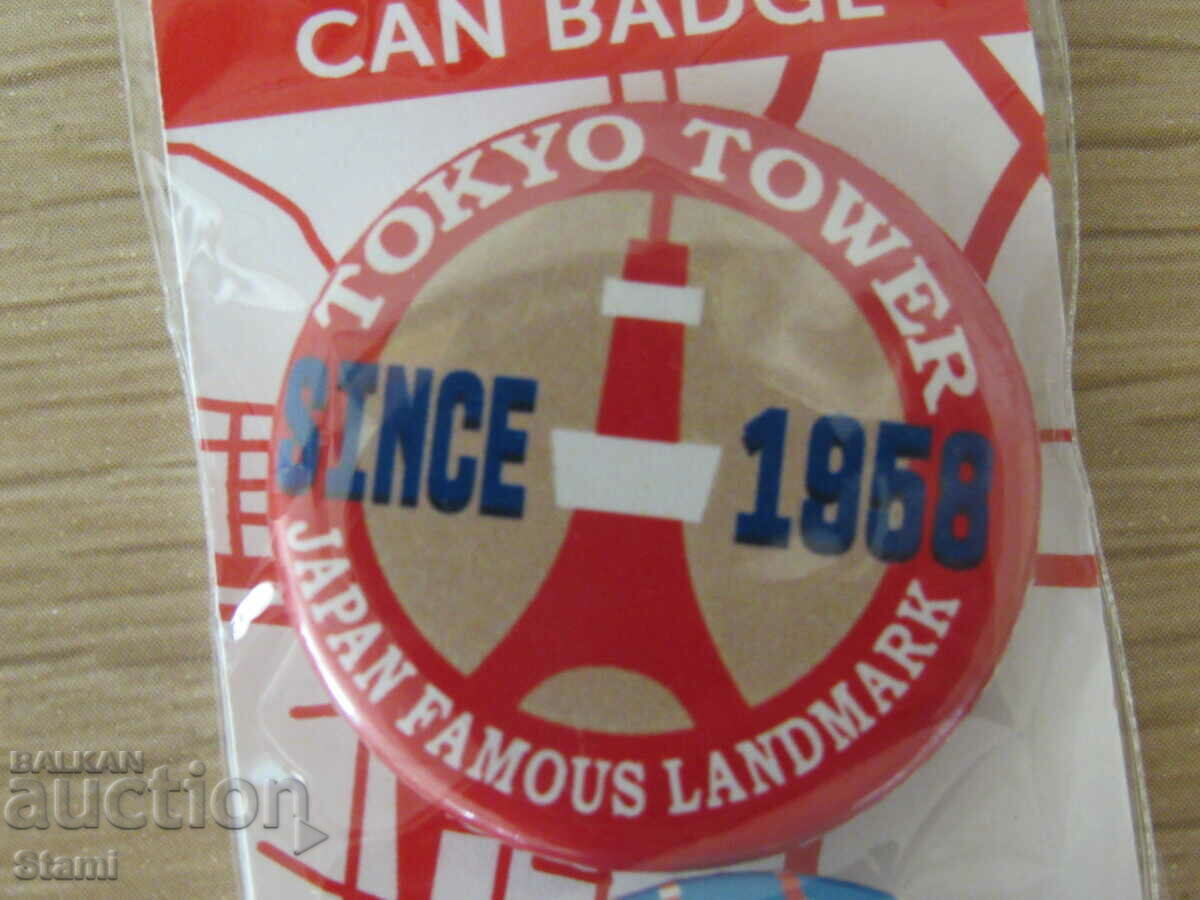 CAN BADGE
TOKYO TOWER
SINCE 1958
JAPAN FAMOUS LANDMARK
BALKAN
auction
Stami